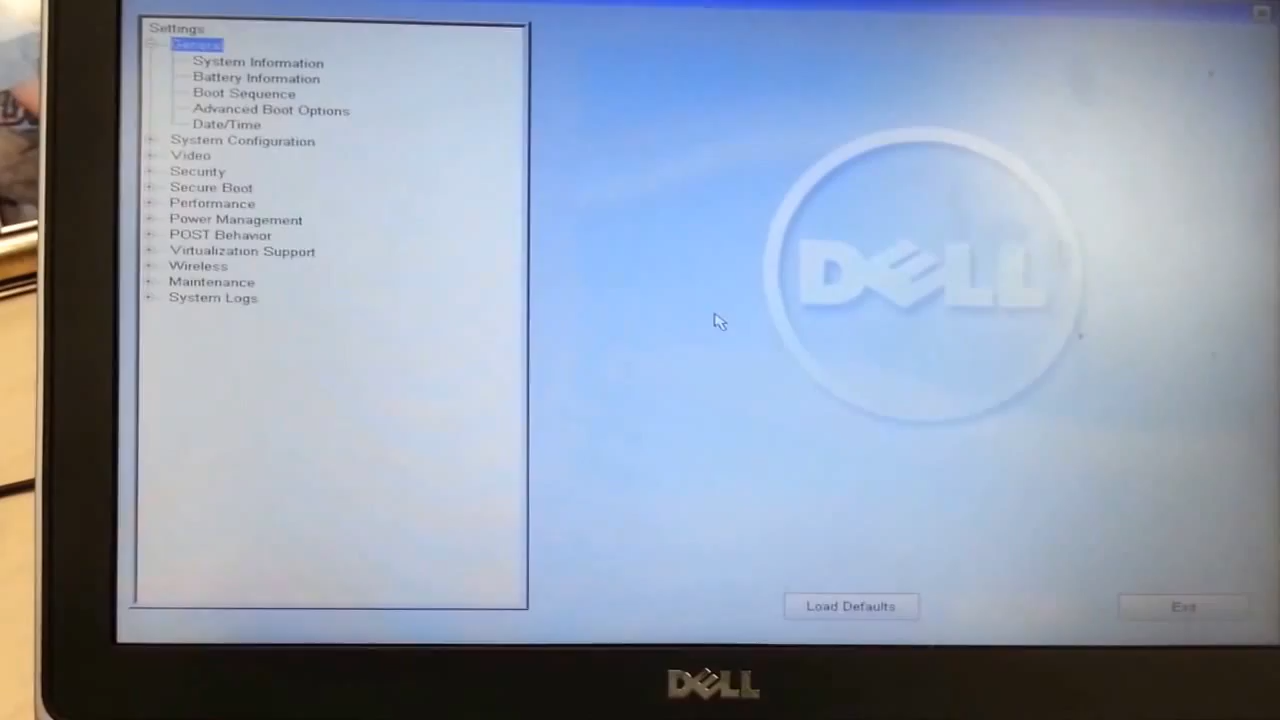 Settings
General
System Information
Battery Information
Boot Sequence
Advanced Boot Options
Date/Time
System Configuration
Video
Security
Secure Boot
Performance
Power Management
POST Behavior
Virtualization Support
Wireless
Maintenance
System Logs
DELL
Load Defaults
Exit
DELL